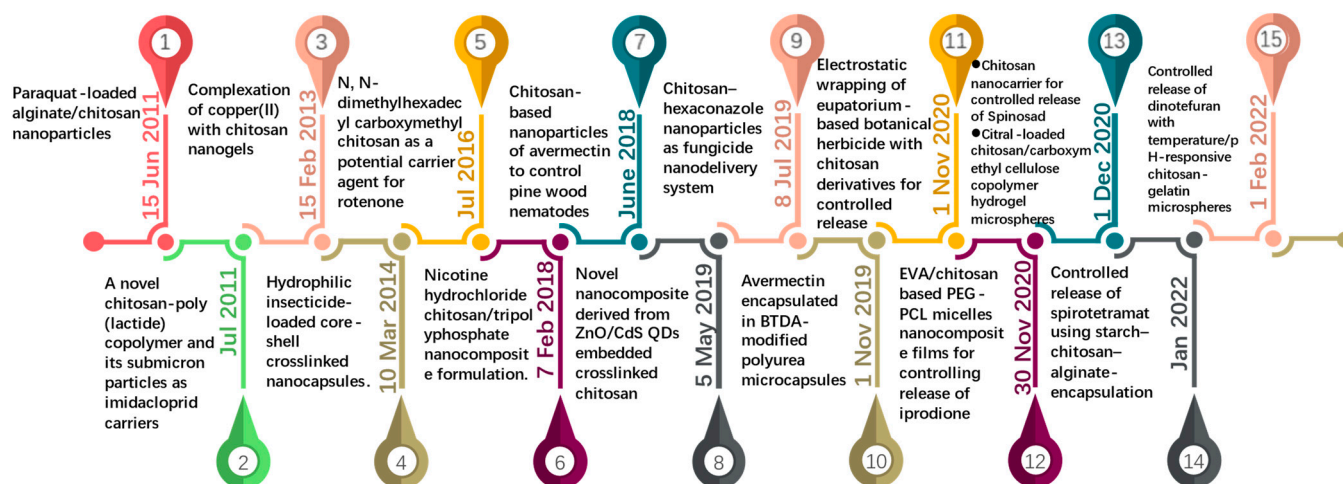 1
Paraquat-loaded
alginate/chitosan
nanoparticles
15 Jun 2011
A novel
chitosan-poly
(lactide)
copolymer and
its submicron
particles as
imidacloprid
carriers
Jul 2011
2
3
Complexation
of copper(II)
with chitosan
nanogels
15 Feb 2013
Hydrophilic
insecticide-
loaded core-
shell
crosslinked
nanocapsules.
10 Mar 2014
4
5
N, N-
dimethylhexadec
yl carboxymethyl
chitosan as a
potential carrier
agent for
rotenone
Jul 2016
Nicotine
hydrochloride
chitosan/tripol
yphosphate
nanocomposit
e formulation.
7 Feb 2018
6
7
Chitosan-
based
nanoparticles
of avermectin
to control
pine wood
nematodes
June 2018
Novel
nanocomposite
derived from
ZnO/CdS QDs
embedded
crosslinked
chitosan
5 May 2019
8
9
Chitosan–
hexaconazole
nanoparticles
as fungicide
nanodelivery
system
8 Jul 2019
Avermectin
encapsulated
in BTDA-
modified
polyurea
microcapsules
1 Nov 2019
10
11
Electrostatic
wrapping of
eupatorium-
based botanical
herbicide with
chitosan
derivatives for
controlled
release
1 Nov 2020
EVA/chitosan
based PEG-
PCL micelles
nanocomposit
e films for
controlling
release of
iprodione
30 Nov 2020
12
13
●Chitosan
nanocarrier for
controlled release
of Spinosad
●Citral-loaded
chitosan/carboxym
ethyl cellulose
copolymer
hydrogel
microspheres
1 Dec 2020
Controlled
release of
spirotetramat
using starch–
chitosan–
alginate-
encapsulation
Jan 2022
14
15
Controlled
release of
dinotefuran
with
temperature/p
H-responsive
chitosan-
gelatin
microspheres
1 Feb 2022